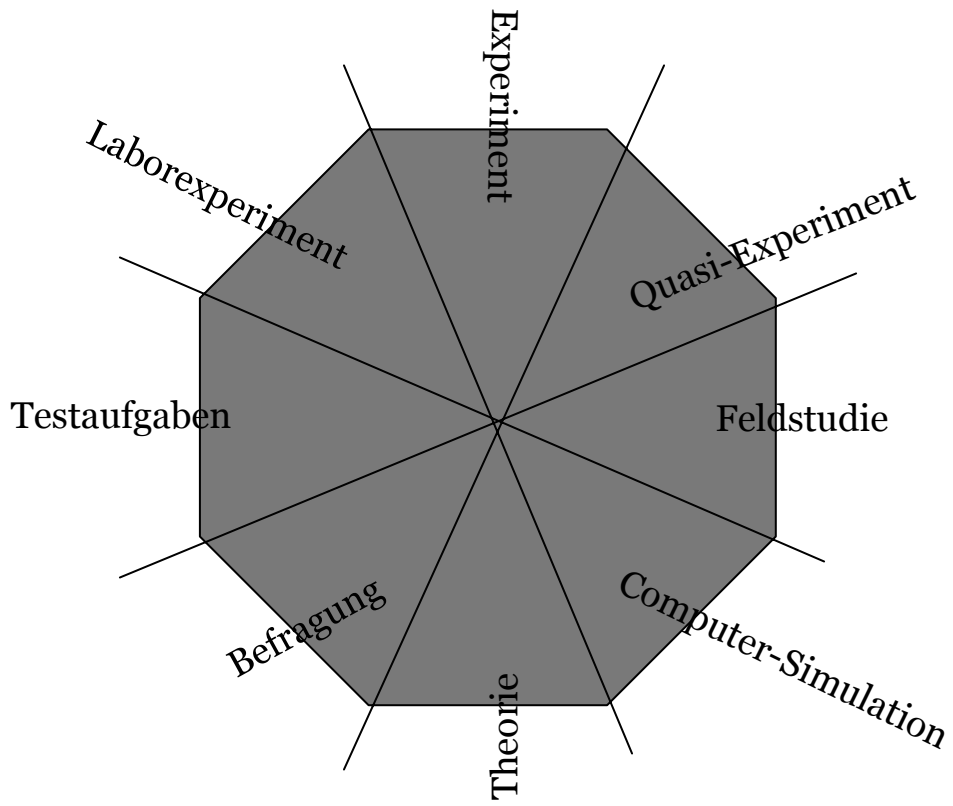 Experiment
Laborexperiment
Quasi-Experiment
Testaufgaben
Feldstudie
Befragung
Computer-Simulation
Theorie